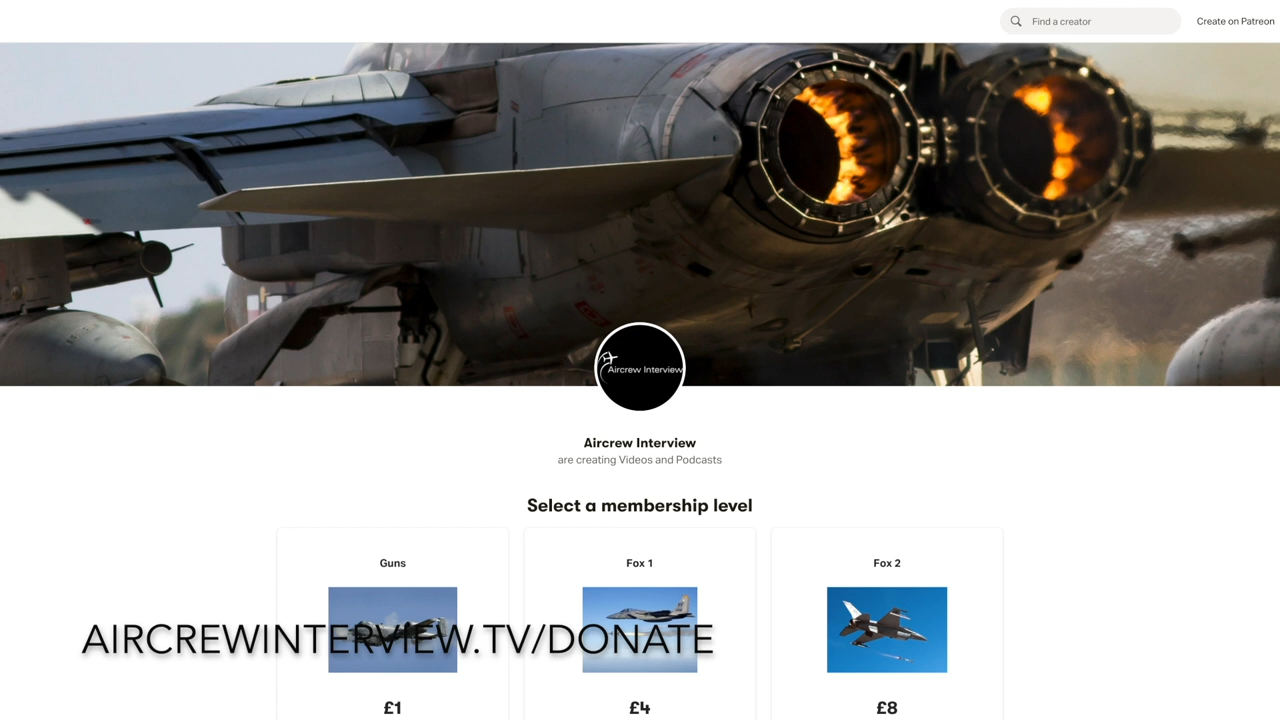 Find a creator
Create on Patreon
Aircrew Interview
Aircrew Interview
are creating Videos and Podcasts
Select a membership level
Guns
Fox 1
Fox 2
AIRCREWINTERVIEW.TV/DONATE
£1
£4
£8